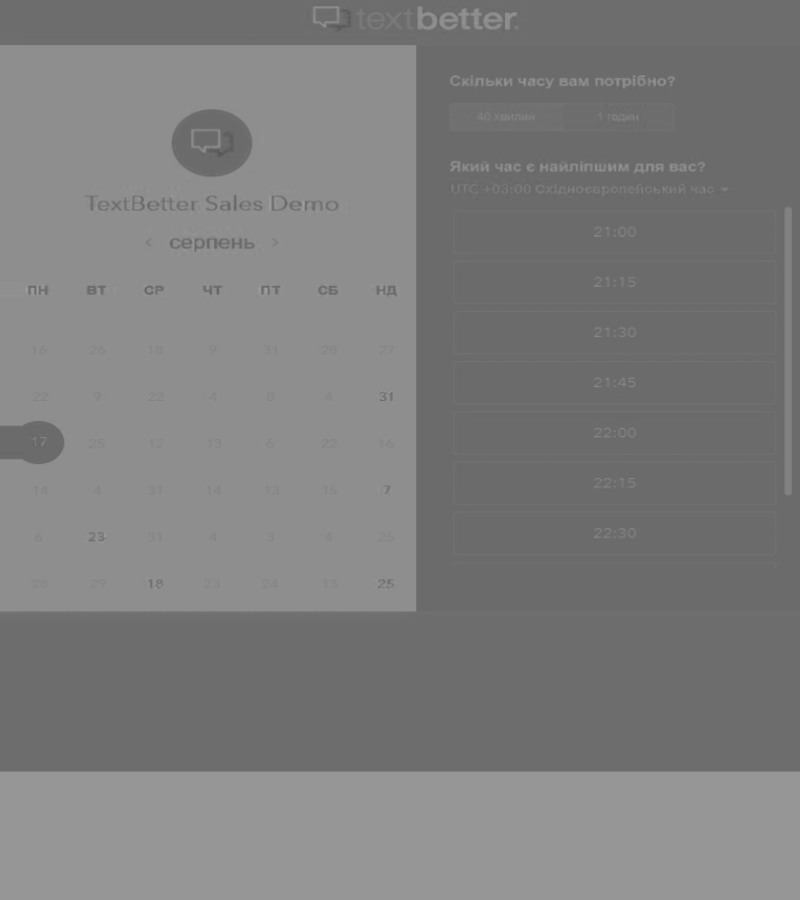 textbetter.
TextBetter Sales Demo
< серпень >
ПН ВТ СР ЧТ ПТ СБ НД
16 26 16 9 31 28 27
22 9 22 4 8 4 31
17 25 12 13 6 23 16
14 4 31 14 13 15 7
6 23 31 4 3 4 25
28 29 18 23 24 13 25
Скільки часу вам потрібно?
40 хвилин 1 годин
Який час є найліпшим для вас?
UTC +03:00 Східноєвропейський час
21:00
21:15
21:30
21:45
22:00
22:15
22:30